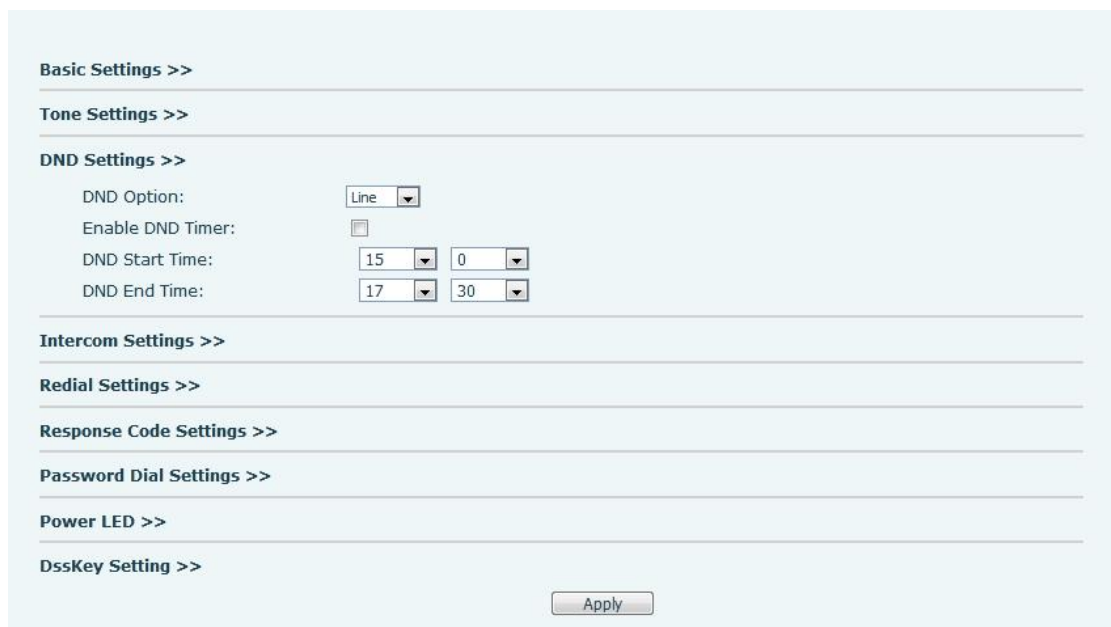 Basic Settings >>
Tone Settings >>
DND Settings >>
DND Option: Line
Enable DND Timer:
DND Start Time: 15 0
DND End Time: 17 30
Intercom Settings >>
Redial Settings >>
Response Code Settings >>
Password Dial Settings >>
Power LED >>
DssKey Setting >>
Apply